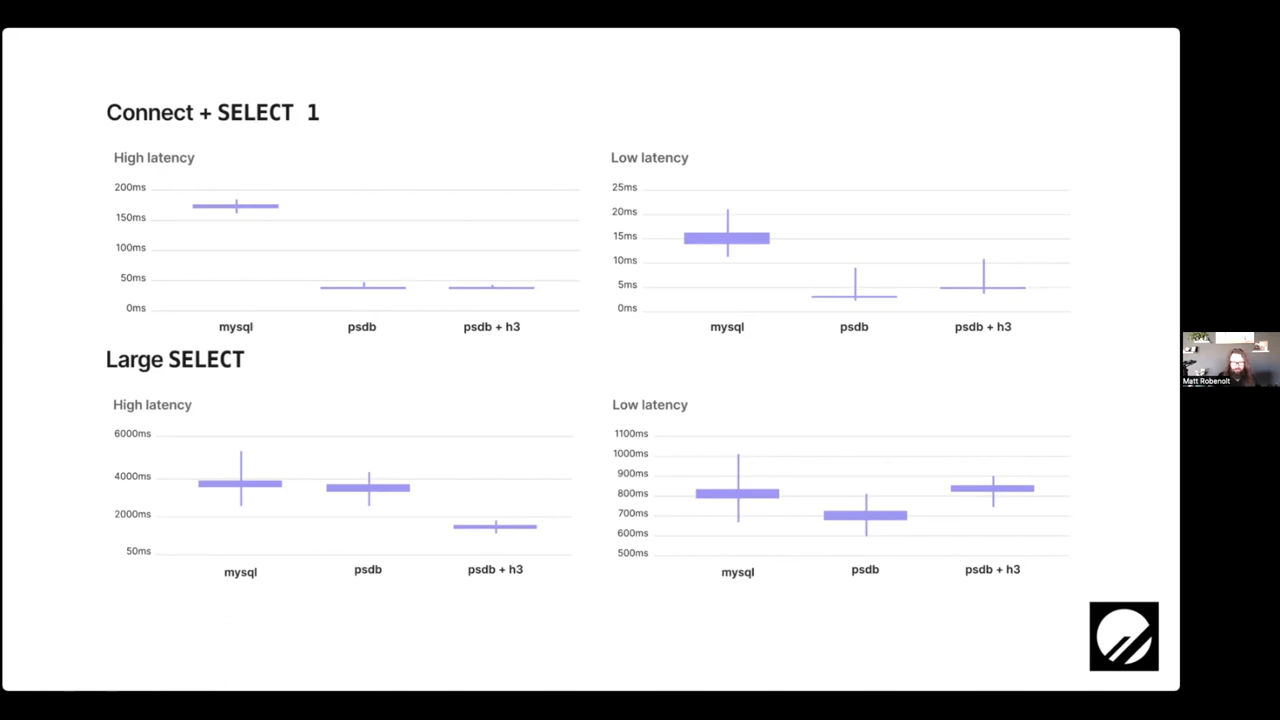 Connect + SELECT 1
High latency
200ms
150ms
100ms
50ms
0ms
mysql
psdb
psdb + h3
Low latency
25ms
20ms
15ms
10ms
5ms
0ms
mysql
psdb
psdb + h3
Large SELECT
High latency
6000ms
4000ms
2000ms
50ms
mysql
psdb
psdb + h3
Low latency
1100ms
1000ms
900ms
800ms
700ms
600ms
500ms
mysql
psdb
psdb + h3
Matt Robenolt